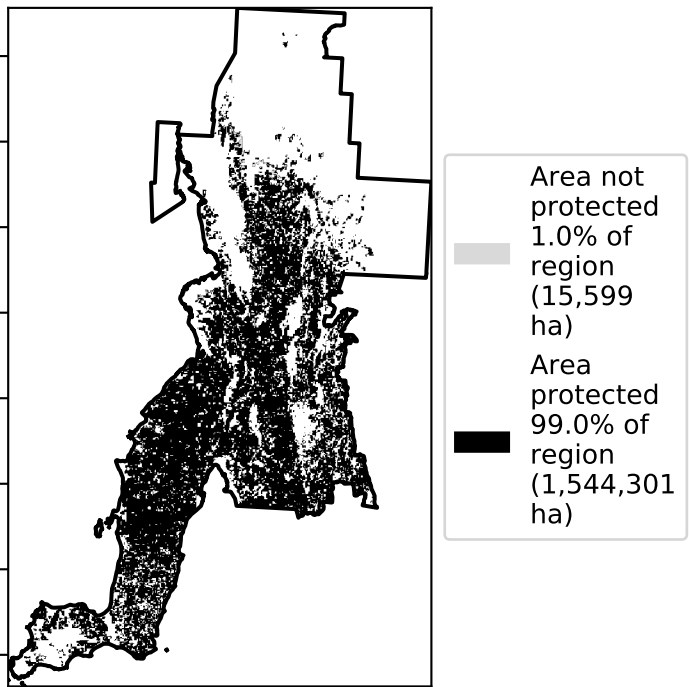 Area not
protected
1.0% of
region
(15,599
ha)
Area
protected
99.0% of
region
(1,544,301
ha)